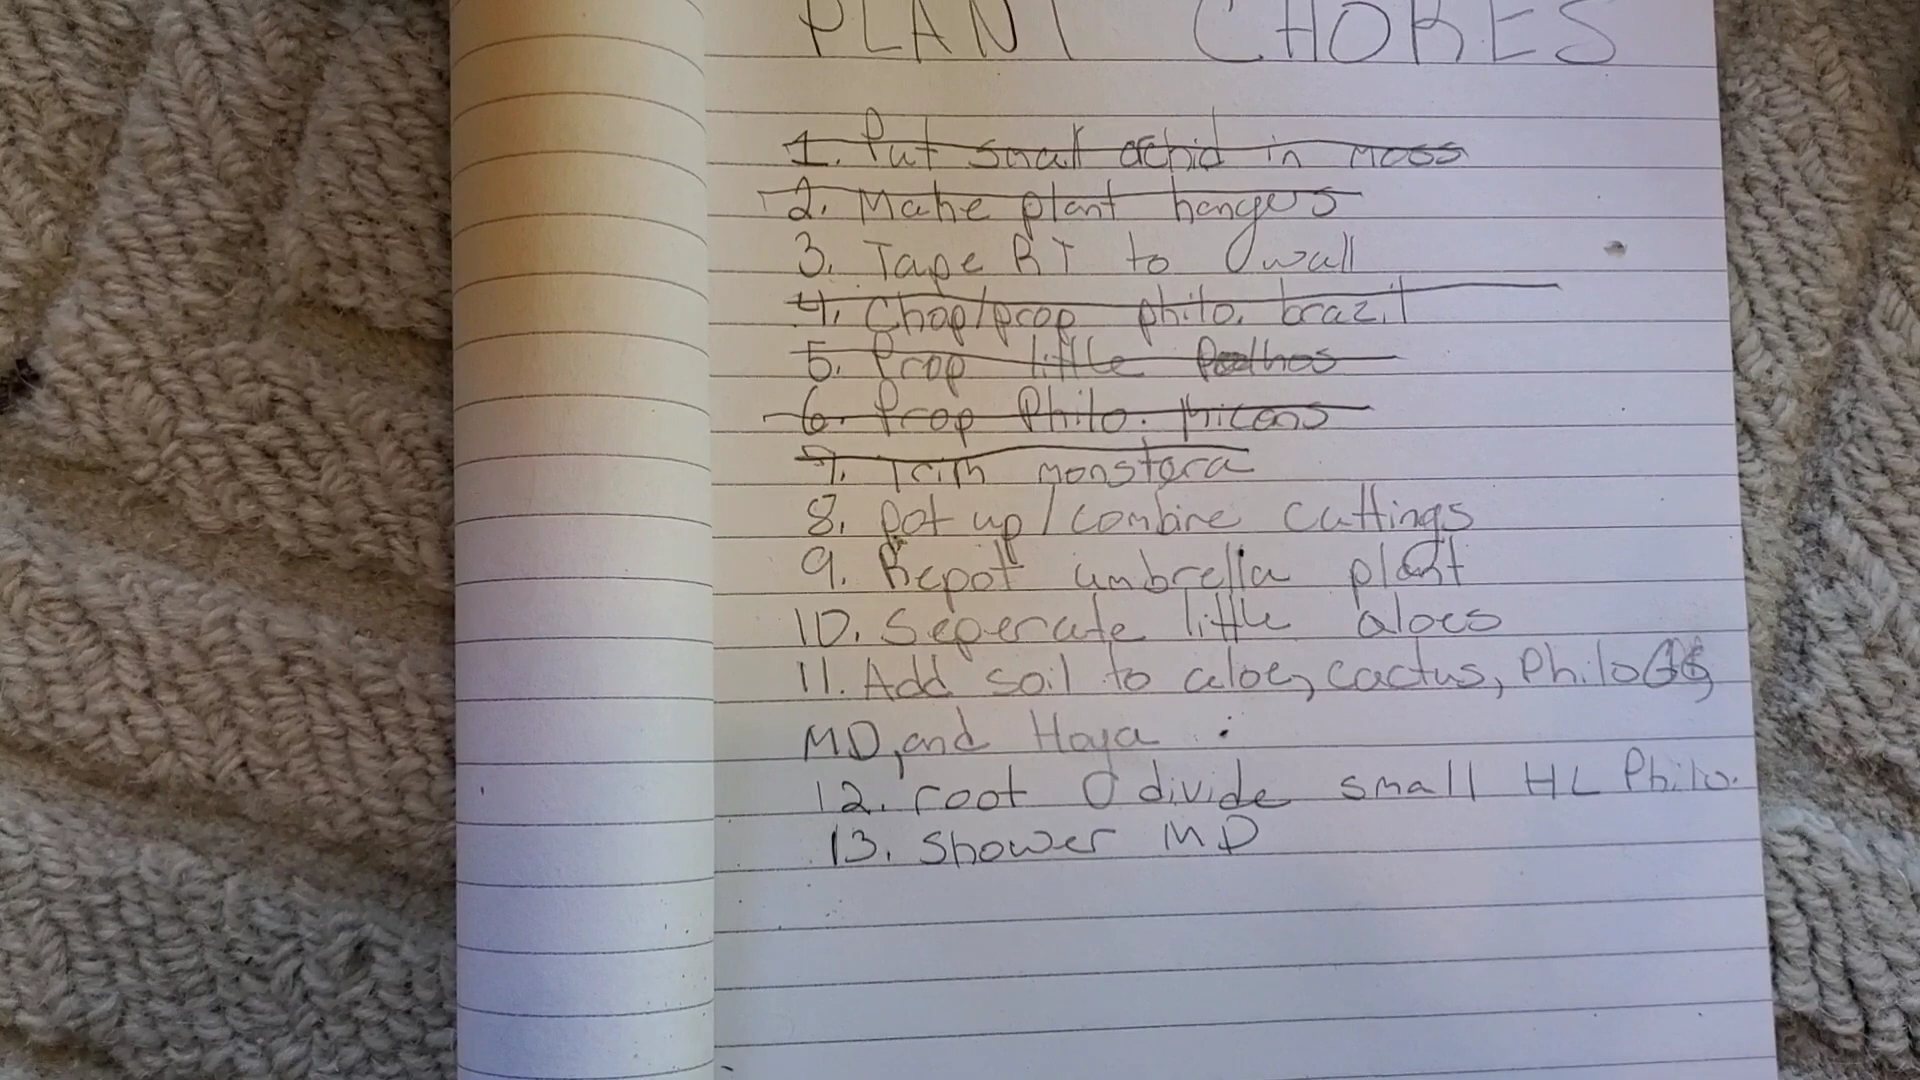 PLANT CHORES
1. Put small orchid in moss
2. Make plant hangers
3. Tape RT to wall
4. Chop/prop philo. brazil
5. Prop little Pothos
6. Prop Philo. Micans
7. Trim monstera
8. Pot up/combine cuttings
9. Repot umbrella plant
10. Seperate little aloes
11. Add soil to aloe, cactus, Philo
MD, and Hoya
12. root divide small HL Philo.
13. Shower MD